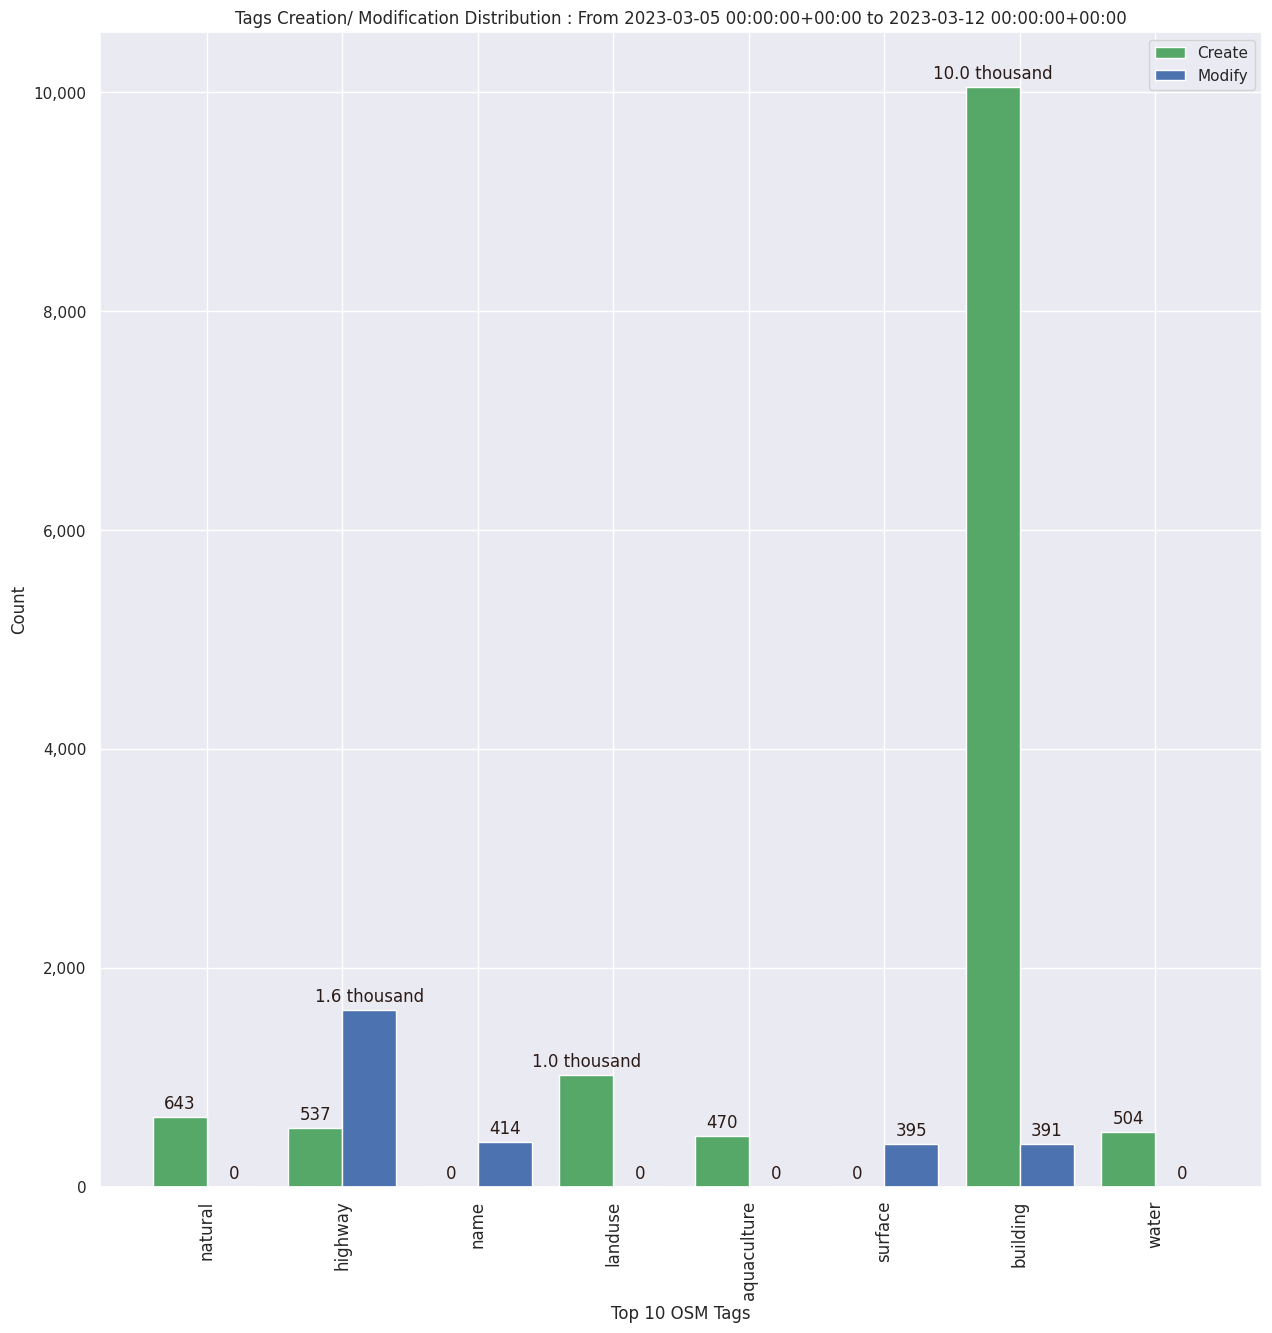 Tags Creation/ Modification Distribution : From 2023-03-05 00:00:00+00:00 to 2023-03-12 00:00:00+00:00
Create
Modify
10.0 thousand
10,000
8,000
6,000
4,000
2,000
0
Count
643
0
537
1.6 thousand
0
414
1.0 thousand
0
470
0
0
395
391
504
0
natural
highway
name
landuse
aquaculture
surface
building
water
Top 10 OSM Tags